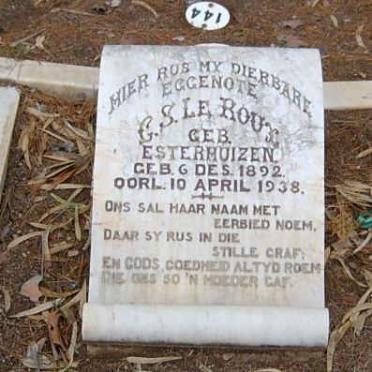 144
HIER RUS MY DIERBARE
EGGENOTE
G.S. LE ROUX
GEB.
ESTERHUIZEN.
GEB. 6 DES. 1892.
OORL. 10 APRIL 1938.
ONS SAL HAAR NAAM MET
EERBIED NOEM,
DAAR SY RUS IN DIE
STILLE GRAF;
EN GODS GOEDHEID ALTYD ROEM
DIE ONS SO 'N MOEDER GAF.